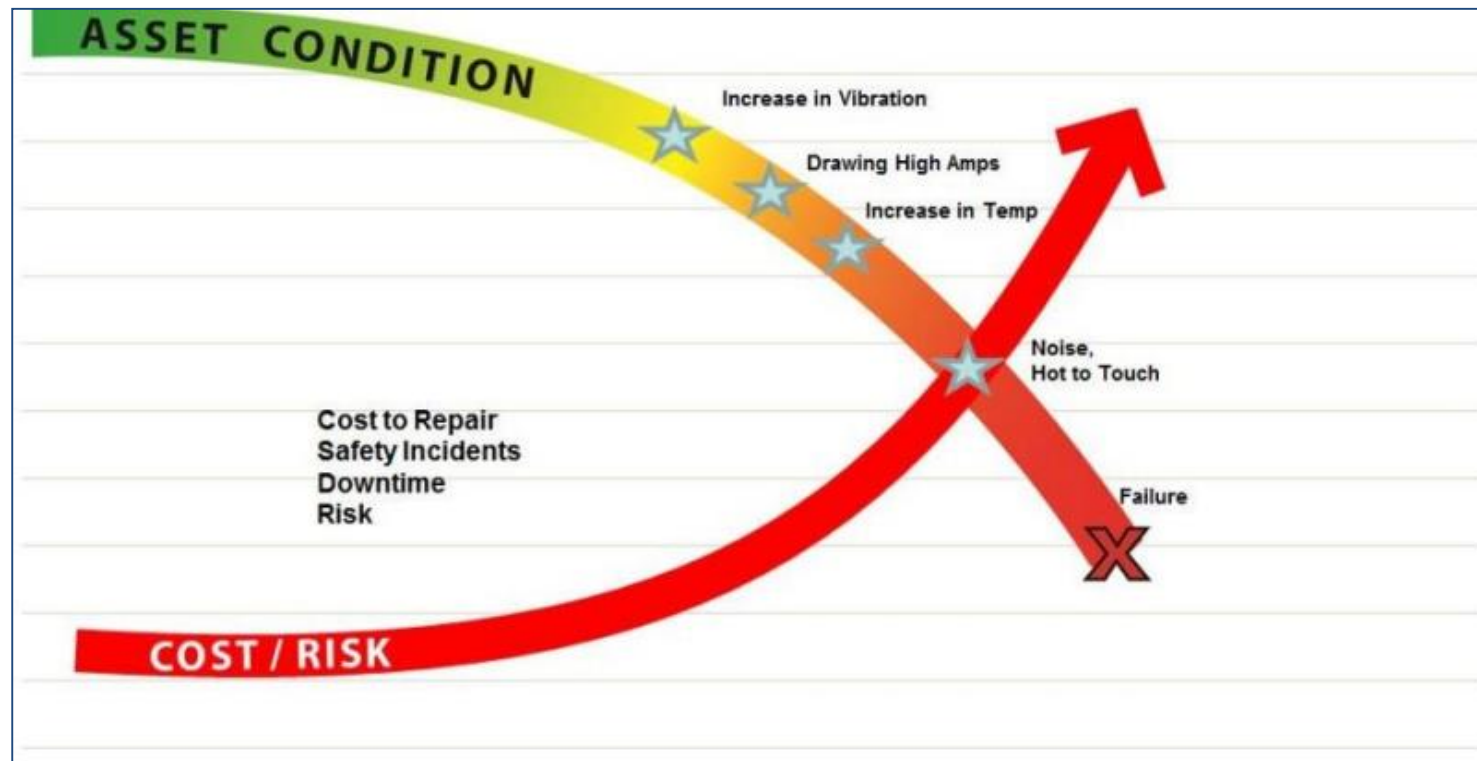 ASSET CONDITION
Increase in Vibration
Drawing High Amps
Increase in Temp
Noise,
Hot to Touch
Cost to Repair
Safety Incidents
Downtime
Risk
Failure
X
COST / RISK